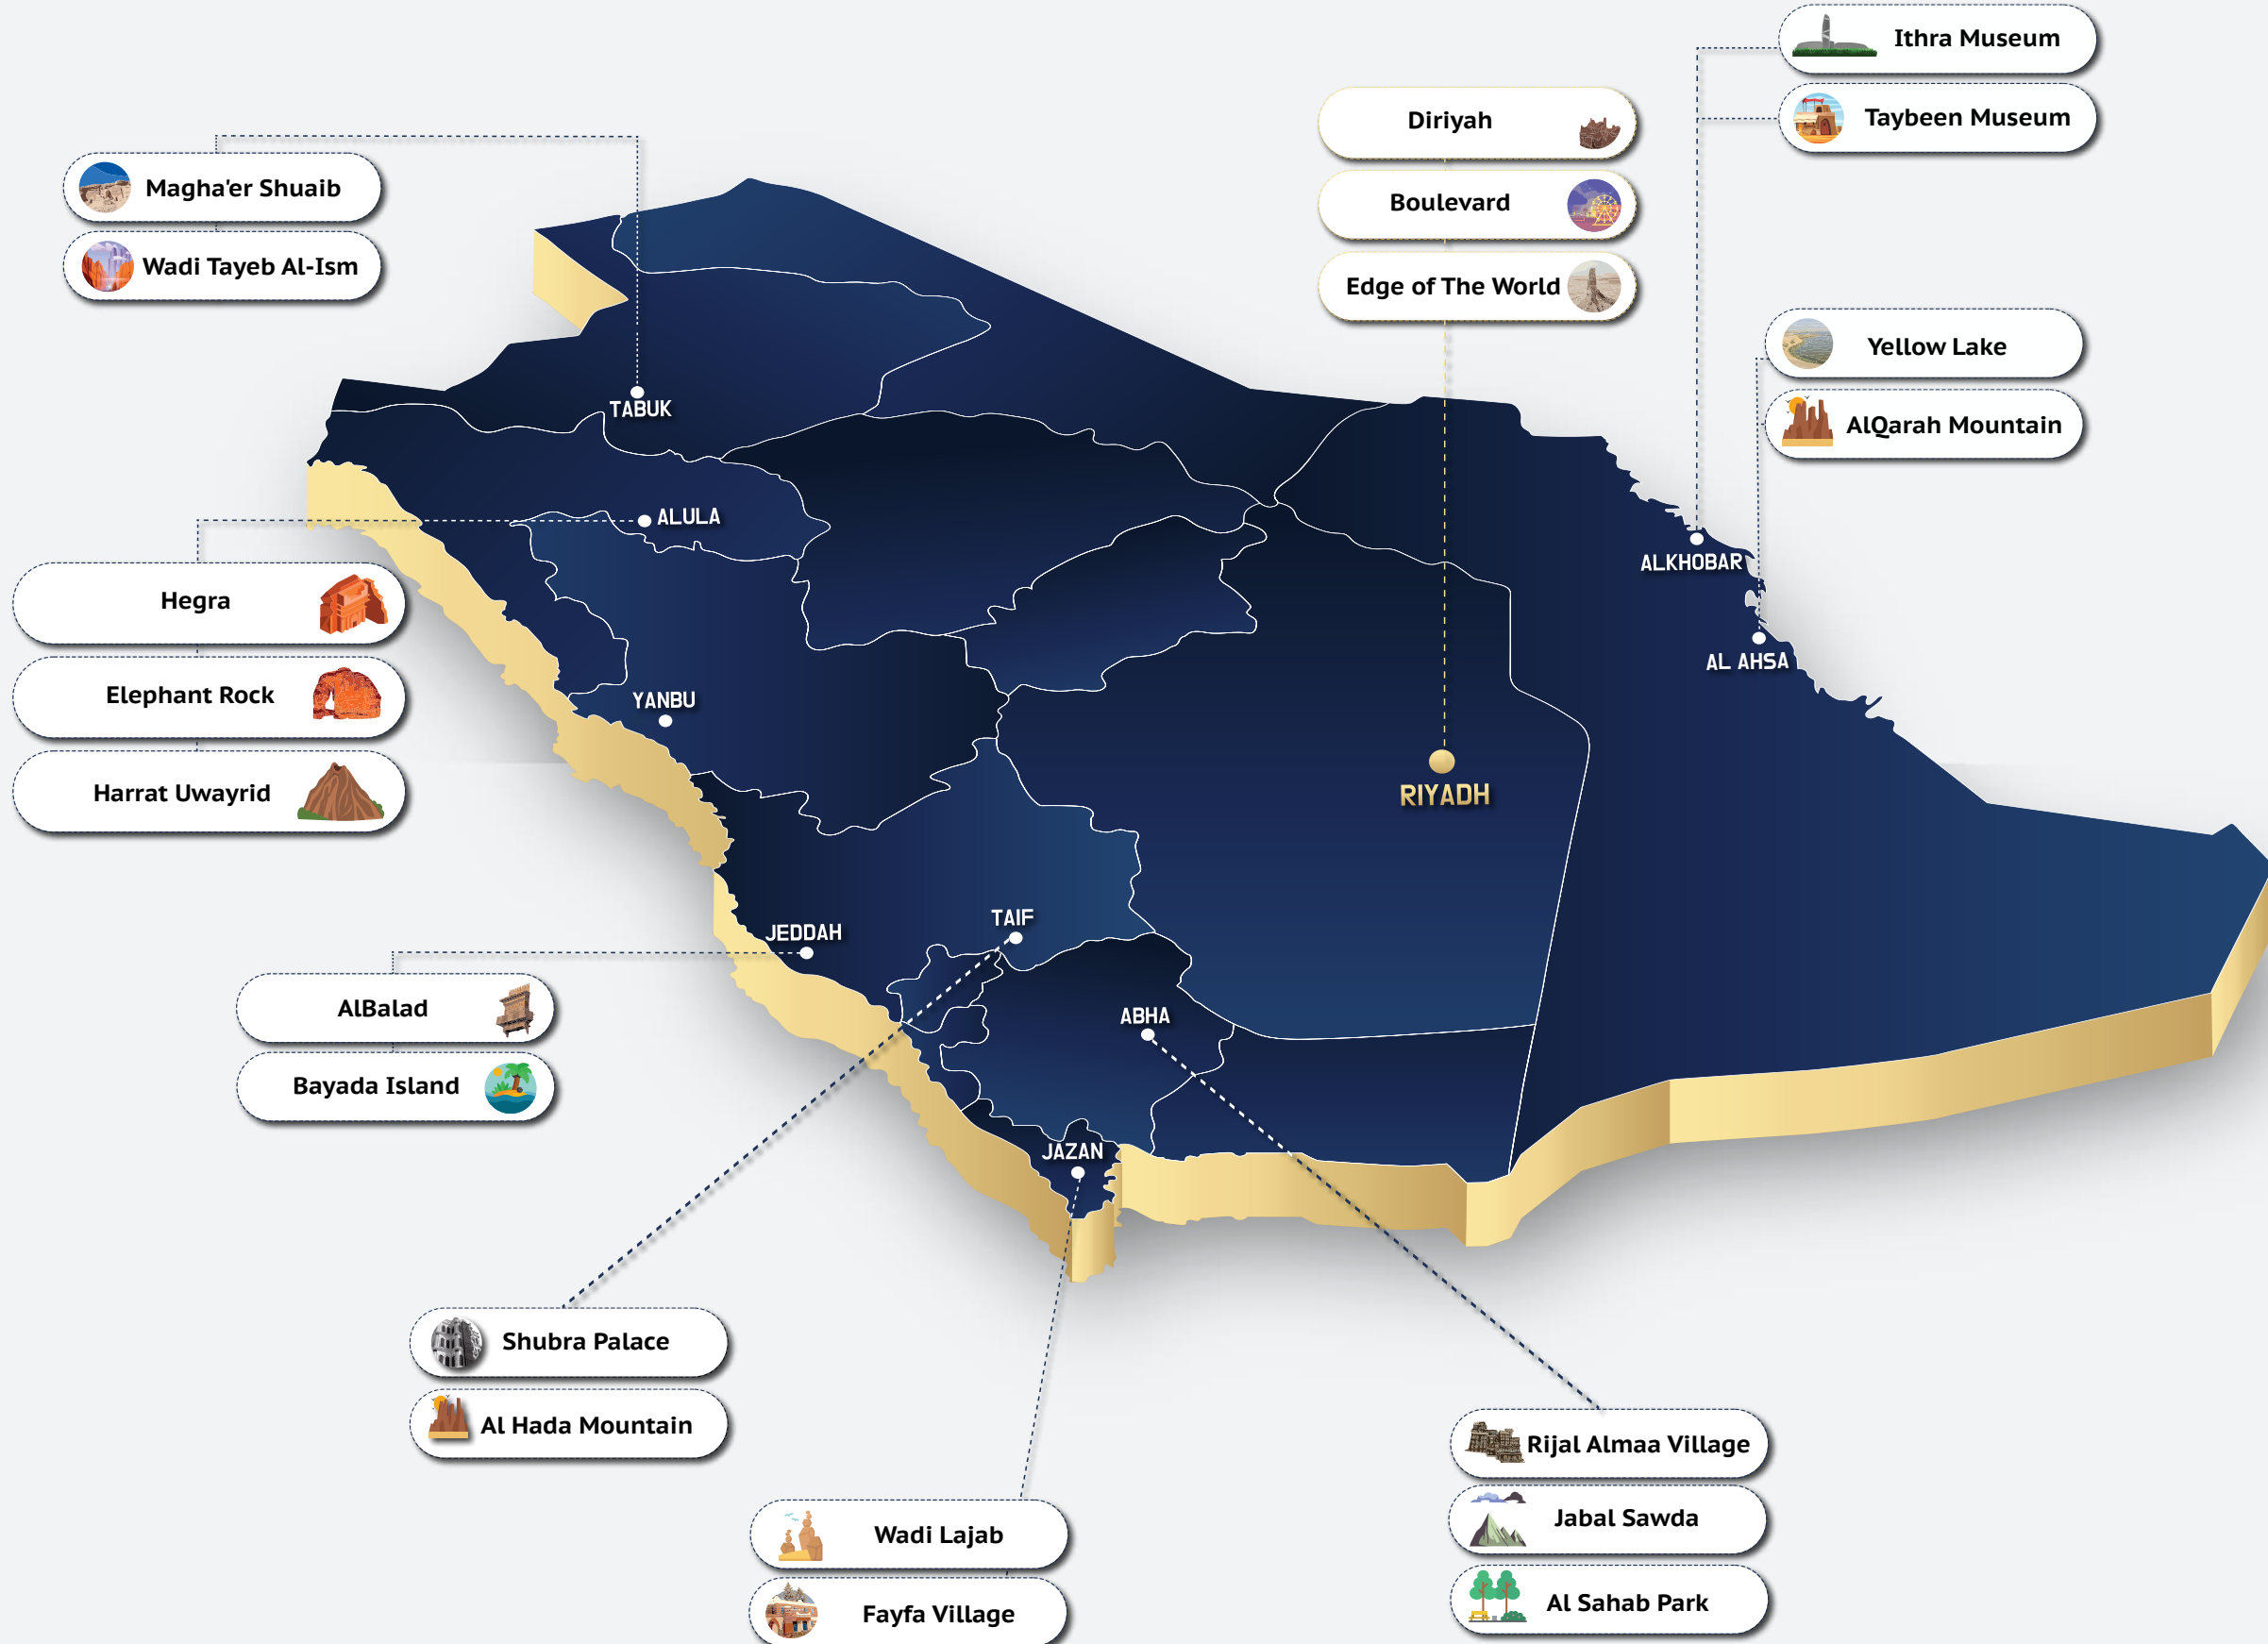 Ithra Museum
Taybeen Museum
Diriyah
Boulevard
Edge of The World
Magha'er Shuaib
Wadi Tayeb Al-Ism
Yellow Lake
AlQarah Mountain
TABUK
ALULA
ALKHOBAR
Hegra
Elephant Rock
Harrat Uwayrid
AL AHSA
YANBU
RIYADH
TAIF
JEDDAH
AlBalad
Bayada Island
ABHA
JAZAN
Shubra Palace
Al Hada Mountain
Rijal Almaa Village
Jabal Sawda
Al Sahab Park
Wadi Lajab
Fayfa Village